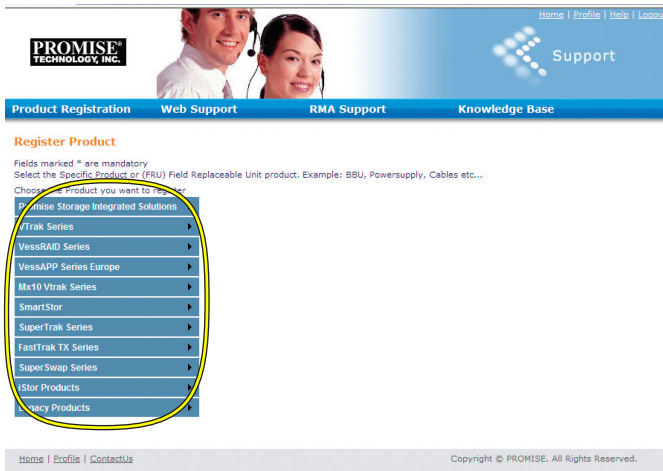 Home | Profile | Help | Logou
PROMISE®
TECHNOLOGY, INC.
Support
Product Registration Web Support RMA Support Knowledge Base
Register Product
Fields marked * are mandatory
Select the Specific Product or (FRU) Field Replaceable Unit product. Example: BBU, Powersupply, Cables etc...
Choose the Product you want to register
Promise Storage Integrated Solutions
VTrak Series
VessRAID Series
VessAPP Series Europe
Mx10 Vtrak Series
SmartStor
SuperTrak Series
FastTrak TX Series
SuperSwap Series
iStor Products
Legacy Products
Home | Profile | ContactUs
Copyright © PROMISE. All Rights Reserved.